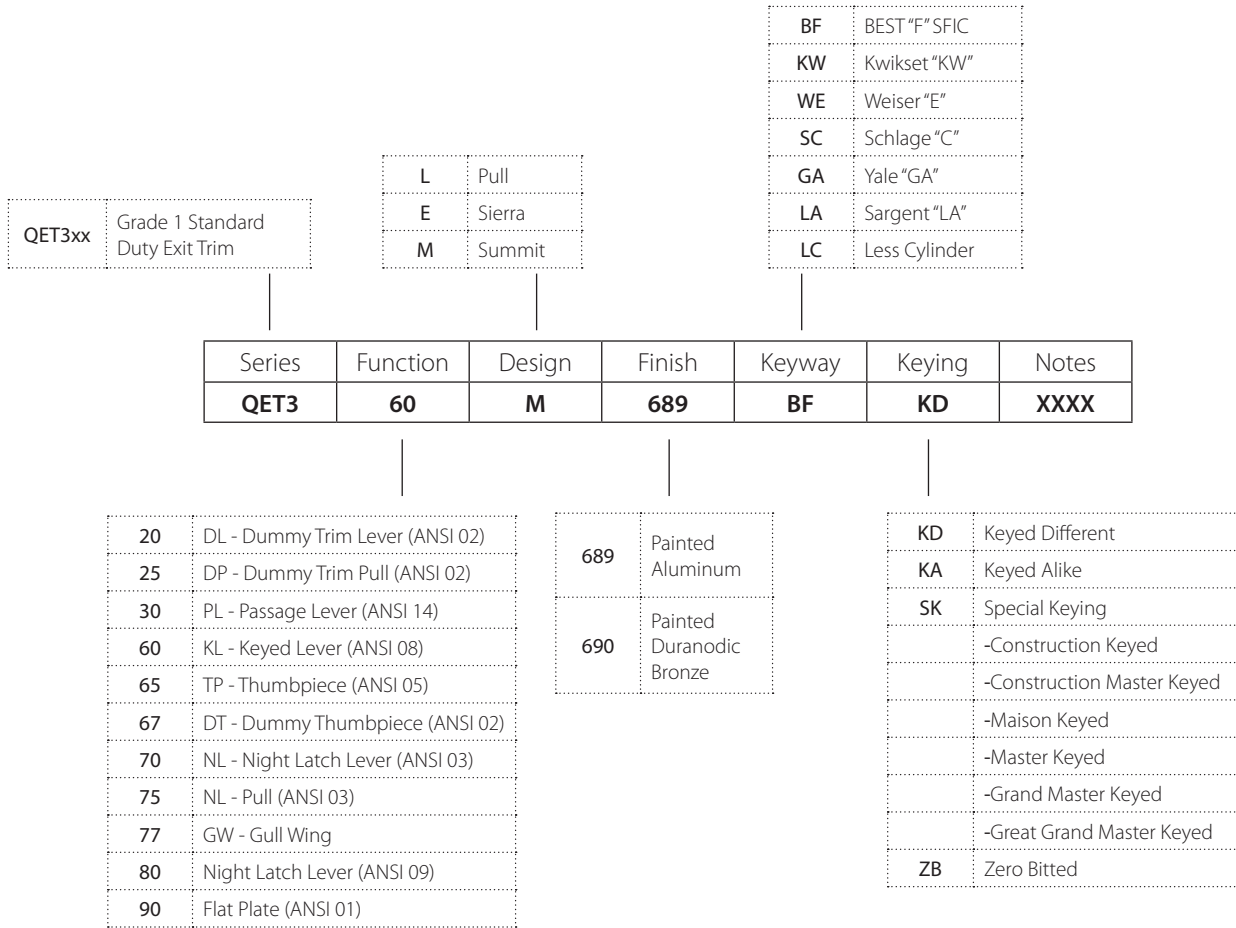 BF BEST “F” SFIC
KW Kwikset “KW”
WE Weiser “E”
SC Schlage “C”
GA Yale “GA”
LA Sargent “LA”
LC Less Cylinder
L Pull
E Sierra
M Summit
QET3xx Grade 1 Standard
Duty Exit Trim
Series Function Design Finish Keyway Keying Notes
QET3 60 M 689 BF KD XXXX
20 DL - Dummy Trim Lever (ANSI 02)
25 DP - Dummy Trim Pull (ANSI 02)
30 PL - Passage Lever (ANSI 14)
60 KL - Keyed Lever (ANSI 08)
65 TP - Thumbpiece (ANSI 05)
67 DT - Dummy Thumbpiece (ANSI 02)
70 NL - Night Latch Lever (ANSI 03)
75 NL - Pull (ANSI 03)
77 GW - Gull Wing
80 Night Latch Lever (ANSI 09)
90 Flat Plate (ANSI 01)
689 Painted
Aluminum
690 Painted
Duranodic
Bronze
KD Keyed Different
KA Keyed Alike
SK Special Keying
-Construction Keyed
-Construction Master Keyed
-Maison Keyed
-Master Keyed
-Grand Master Keyed
-Great Grand Master Keyed
ZB Zero Bitted